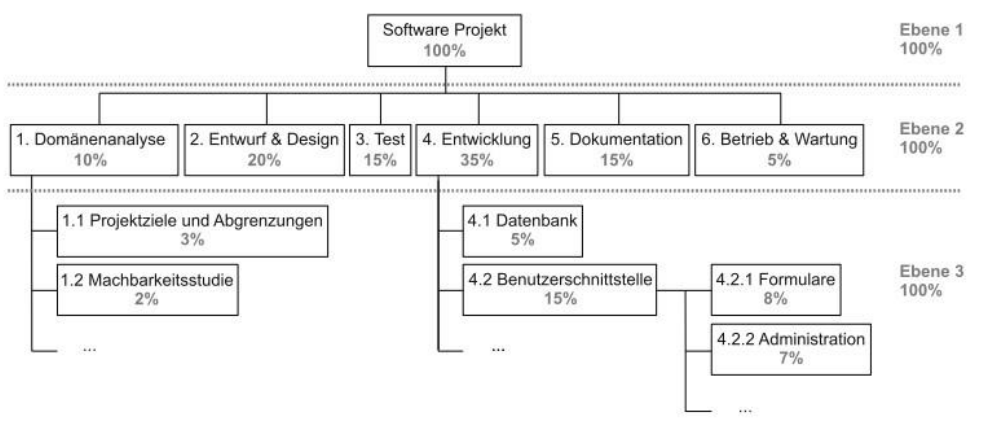 Software Projekt
100%
Ebene 1
100%
1. Domänenanalyse
10%
2. Entwurf & Design
20%
3. Test
15%
4. Entwicklung
35%
5. Dokumentation
15%
6. Betrieb & Wartung
5%
Ebene 2
100%
1.1 Projektziele und Abgrenzungen
3%
1.2 Machbarkeitsstudie
2%
...
4.1 Datenbank
5%
4.2 Benutzerschnittstelle
15%
...
4.2.1 Formulare
8%
4.2.2 Administration
7%
...
Ebene 3
100%